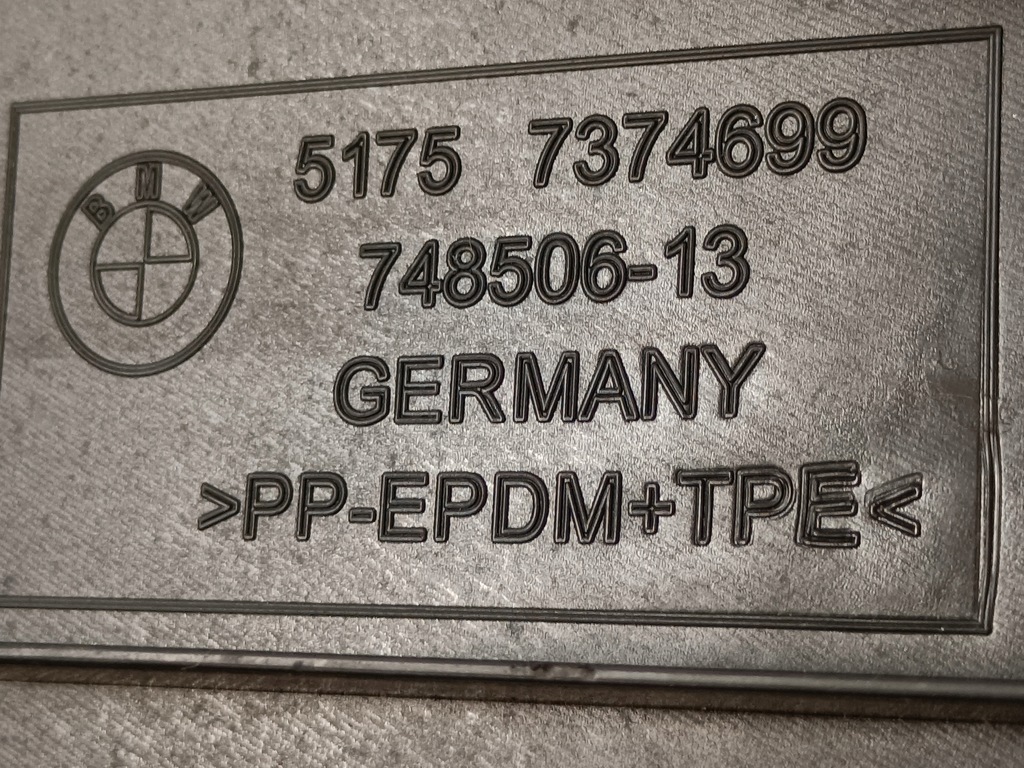 BMW
5175 7374699
748506-13
GERMANY
>PP-EPDM+TPE<